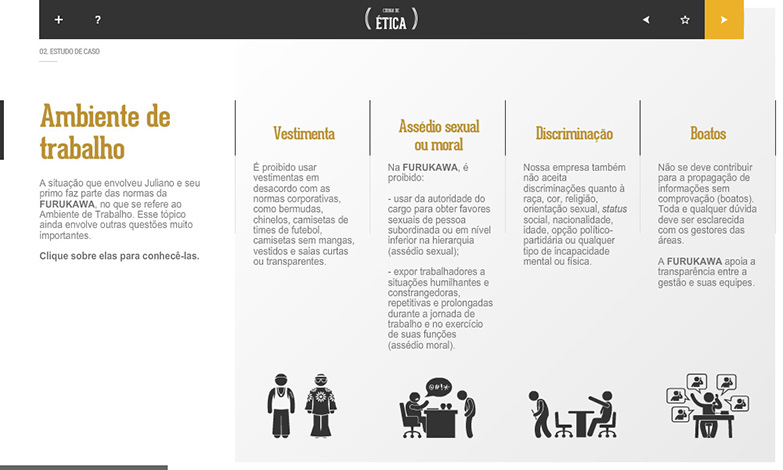 + ?
( CÓDIGO DE
ÉTICA )
02. ESTUDO DE CASO
Ambiente de
trabalho
A situação que envolveu Juliano e seu
primo faz parte das normas da
FURUKAWA, no que se refere ao
Ambiente de Trabalho. Esse tópico
ainda envolve outras questões muito
importantes.
Clique sobre elas para conhecê-las.
Vestimenta
É proibido usar
vestimentas em
desacordo com as
normas corporativas,
como bermudas,
chinelos, camisetas de
times de futebol,
camisetas sem mangas,
vestidos e saias curtas
ou transparentes.
Assédio sexual
ou moral
Na FURUKAWA, é
proibido:
- usar da autoridade do
cargo para obter favores
sexuais de pessoa
subordinada ou em nível
inferior na hierarquia
(assédio sexual);
- expor trabalhadores a
situações humilhantes e
constrangedoras,
repetitivas e prolongadas
durante a jornada de
trabalho e no exercício
de suas funções
(assédio moral).
@#!*
Discriminação
Nossa empresa também
não aceita
discriminações quanto à
raça, cor, religião,
orientação sexual, status
social, nacionalidade,
idade, opção político-
partidária ou qualquer
tipo de incapacidade
mental ou física.
Boatos
Não se deve contribuir
para a propagação de
informações sem
comprovação (boatos).
Toda e qualquer dúvida
deve ser esclarecida
com os gestores das
áreas.
A FURUKAWA apoia a
transparência entre a
gestão e suas equipes.